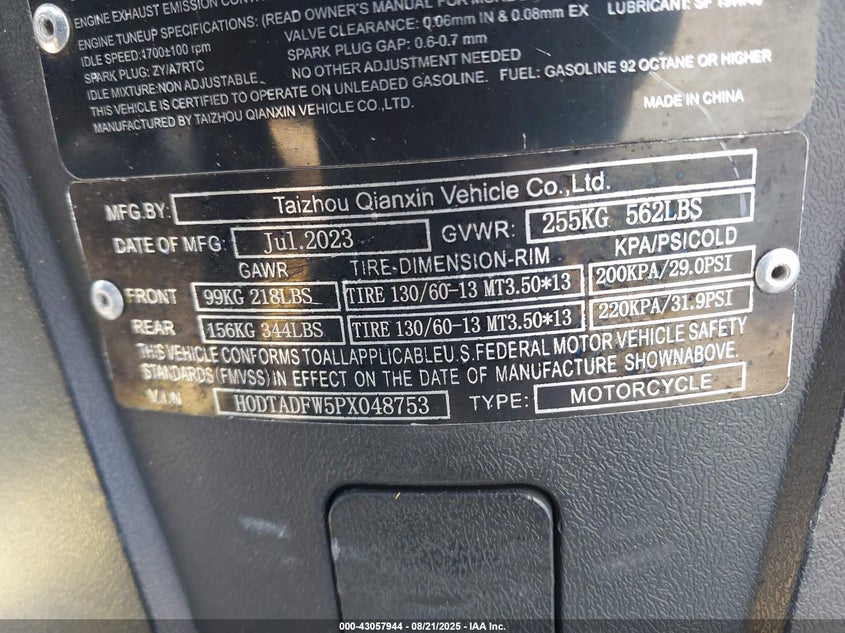 ENGINE EXHAUST EMISSION
ENGINE TUNEUP SPECIFICATIONS: (READ OWNER'S MANUAL FOR
IDLE SPEED:1700±100 rpm VALVE CLEARANCE: 0.06mm IN & 0.08mm EX LUBRICANT: SF
SPARK PLUG: ZY/A7RTC SPARK PLUG GAP: 0.6-0.7 mm
IDLE MIXTURE:NON ADJUSTABLE. NO OTHER ADJUSTMENT NEEDED
THIS VEHICLE IS CERTIFIED TO OPERATE ON UNLEADED GASOLINE. FUEL: GASOLINE 92 OCTANE OR HIGHER
MANUFACTURED BY TAIZHOU QIANXIN VEHICLE CO.,LTD. MADE IN CHINA
MFG.BY: Taizhou Qianxin Vehicle Co.,Ltd.
DATE OF MFG: Jul.2023 GVWR: 255KG 562LBS
GAWR TIRE-DIMENSION-RIM KPA/PSICOLD
FRONT 99KG 218LBS TIRE 130/60-13 MT3.50*13 200KPA/29.0PSI
REAR 156KG 344LBS TIRE 130/60-13 MT3.50*13 220KPA/31.9PSI
THIS VEHICLE CONFORMS TOALLAPPLICABLEU.S.FEDERAL MOTOR VEHICLE SAFETY
STANDARDS (FMVSS) IN EFFECT ON THE DATE OF MANUFACTURE SHOWNABOVE.
V.I.N H0DTADFW5PX048753 TYPE: MOTORCYCLE
000-43057944 - 08/21/2025 - IAA Inc.